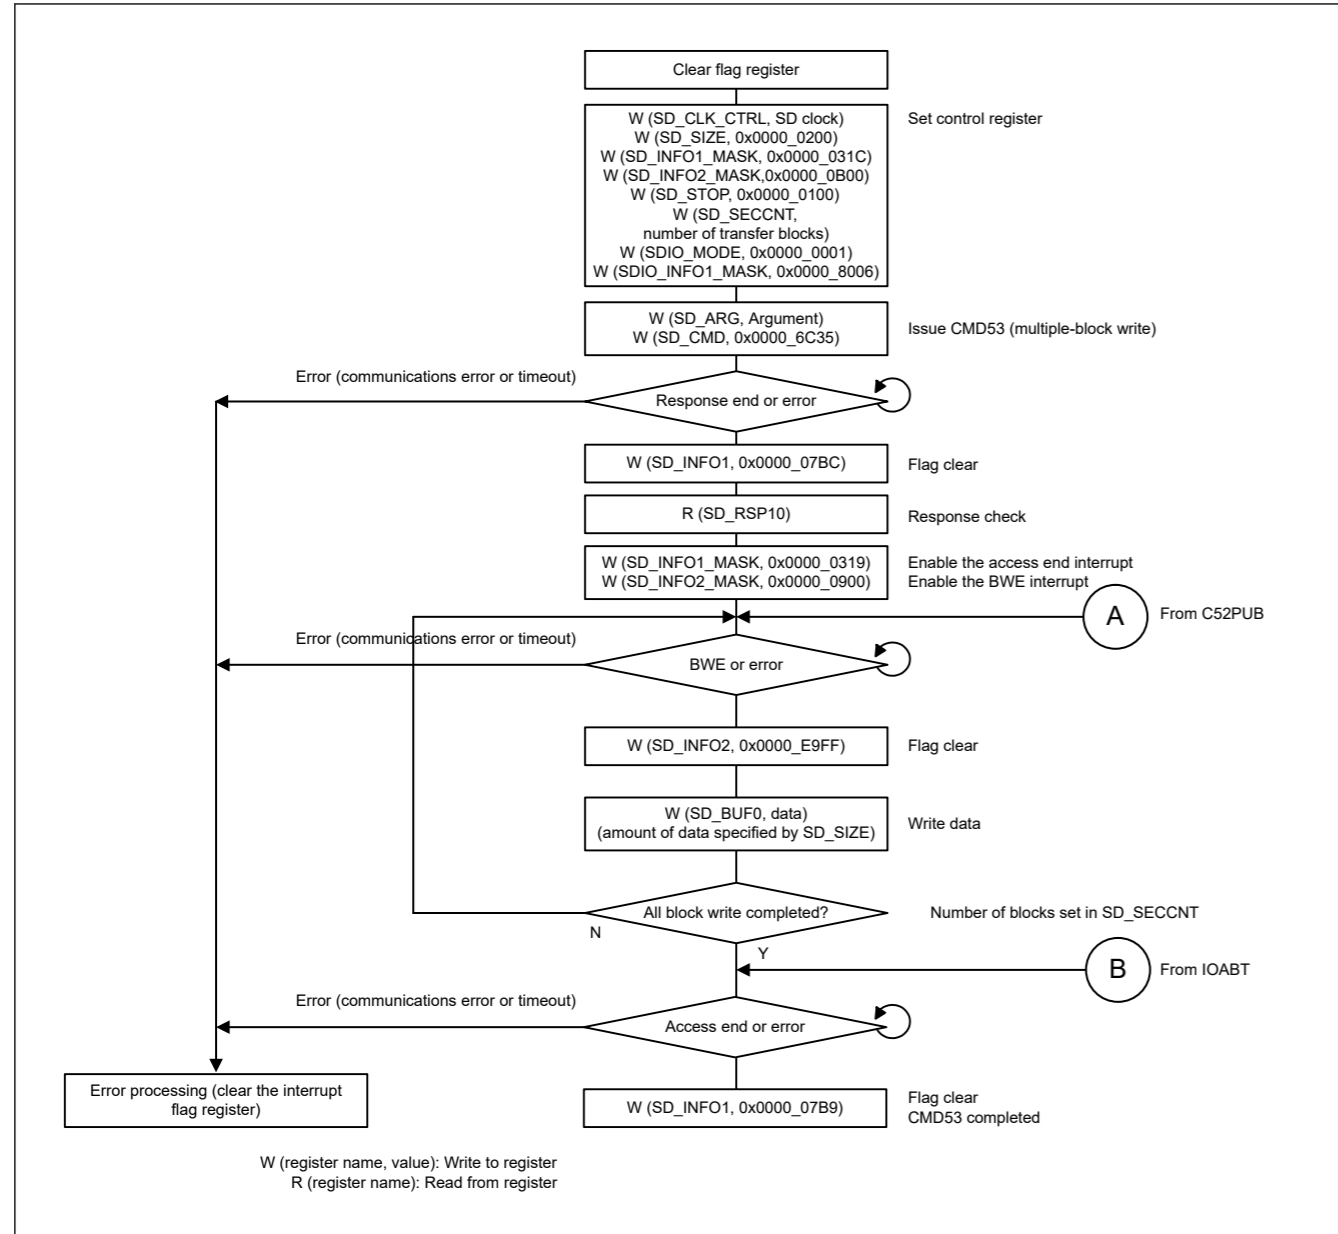 Clear flag register
W (SD_CLK_CTRL, SD clock)
W (SD_SIZE, 0x0000_0200)
W (SD_INFO1_MASK, 0x0000_031C)
W (SD_INFO2_MASK,0x0000_0B00)
W (SD_STOP, 0x0000_0100)
W (SD_SECCNT,
number of transfer blocks)
W (SDIO_MODE, 0x0000_0001)
W (SDIO_INFO1_MASK, 0x0000_8006)
Set control register
W (SD_ARG, Argument)
W (SD_CMD, 0x0000_6C35)
Issue CMD53 (multiple-block write)
Error (communications error or timeout)
Response end or error
W (SD_INFO1, 0x0000_07BC)
Flag clear
R (SD_RSP10)
Response check
W (SD_INFO1_MASK, 0x0000_0319)
W (SD_INFO2_MASK, 0x0000_0900)
Enable the access end interrupt
Enable the BWE interrupt
A
From C52PUB
Error (communications error or timeout)
BWE or error
W (SD_INFO2, 0x0000_E9FF)
Flag clear
W (SD_BUF0, data)
(amount of data specified by SD_SIZE)
Write data
All block write completed?
Number of blocks set in SD_SECCNT
N
Y
B
From IOABT
Error (communications error or timeout)
Access end or error
Error processing (clear the interrupt
flag register)
W (SD_INFO1, 0x0000_07B9)
Flag clear
CMD53 completed
W (register name, value): Write to register
R (register name): Read from register